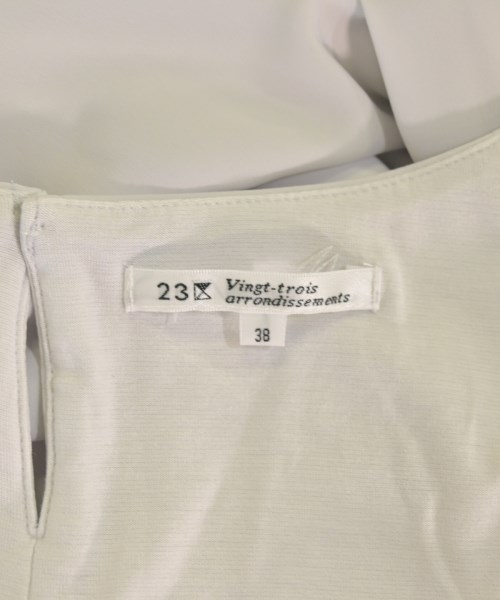 23区 Vingt-trois
arrondissements
38